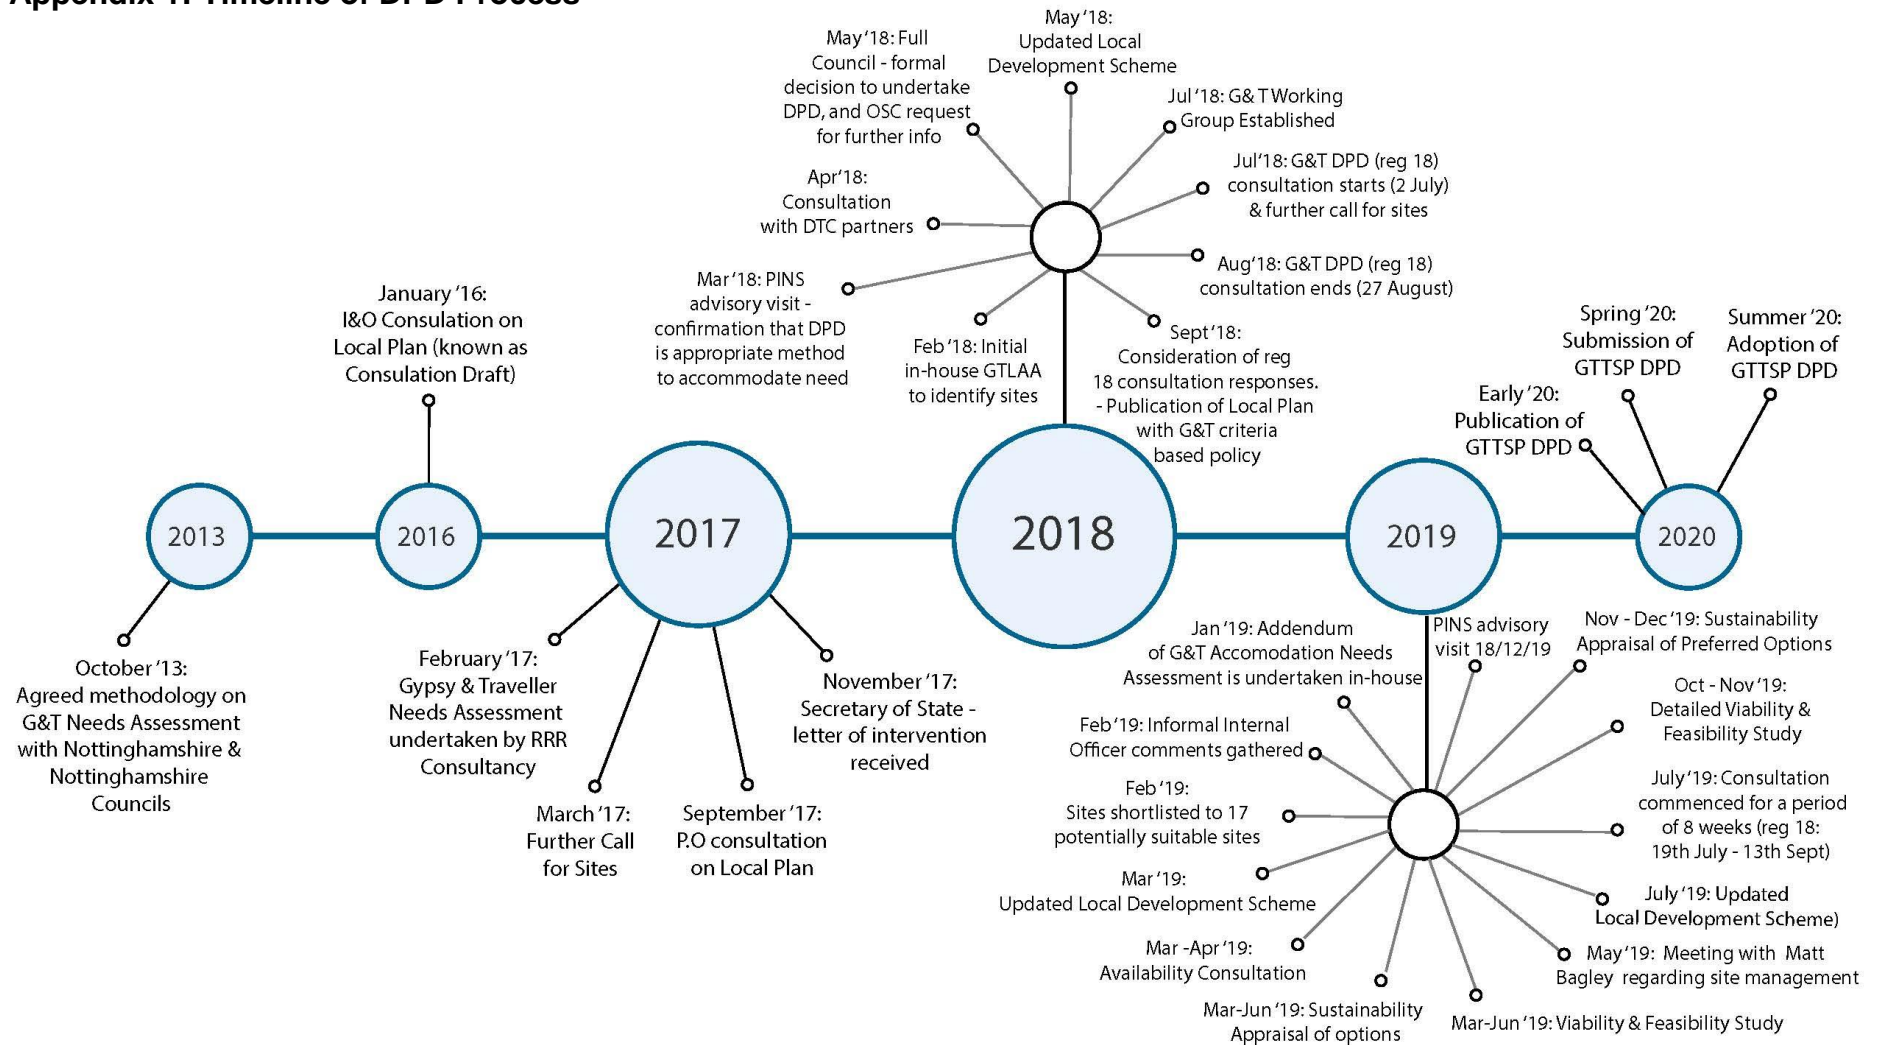 Appendix 1: Timeline of DPD Process
May ‘18: Full
Council - formal
decision to undertake
DPD, and OSC request
for further info
May ‘18:
Updated Local
Development Scheme
Jul ‘18: G& T Working
Group Established
Jul‘18: G&T DPD (reg 18)
consultation starts (2 July)
& further call for sites
Aug‘18: G&T DPD (reg 18)
consultation ends (27 August)
Apr‘18:
Consultation
with DTC partners
Mar ‘18: PINS
advisory visit -
confirmation that DPD
is appropriate method
to accommodate need
Feb ‘18: Initial
in-house GTLAA
to identify sites
Sept ‘18:
Consideration of reg
18 consultation responses.
- Publication of Local Plan
with G&T criteria
based policy
January ‘16:
I&O Consulation on
Local Plan (known as
Consulation Draft)
Early ‘20:
Publication of
GTTSP DPD
Spring ‘20:
Submission of
GTTSP DPD
Summer ‘20:
Adoption of
GTTSP DPD
2013
2016
2017
2018
2019
2020
October ‘13:
Agreed methodology on
G&T Needs Assessment
with Nottinghamshire &
Nottinghamshire
Councils
February ‘17:
Gypsy & Traveller
Needs Assessment
undertaken by RRR
Consultancy
March ‘17:
Further Call
for Sites
September ‘17:
P.O consultation
on Local Plan
November ‘17:
Secretary of State -
letter of intervention
received
Jan ‘19: Addendum
of G&T Accomodation Needs
Assessment is undertaken in-house
PINS advisory
visit 18/12/19
Nov - Dec ‘19: Sustainability
Appraisal of Preferred Options
Feb ‘19: Informal Internal
Officer comments gathered
Oct - Nov ‘19:
Detailed Viability &
Feasibility Study
Feb ‘19:
Sites shortlisted to 17
potentially suitable sites
July ‘19: Consultation
commenced for a period
of 8 weeks (reg 18:
19th July - 13th Sept)
Mar ‘19:
Updated Local Development Scheme
July ‘19: Updated
Local Development Scheme)
Mar -Apr ‘19:
Availability Consultation
May ‘19: Meeting with Matt
Bagley regarding site management
Mar-Jun ‘19: Sustainability
Appraisal of options
Mar-Jun ‘19: Viability & Feasibility Study